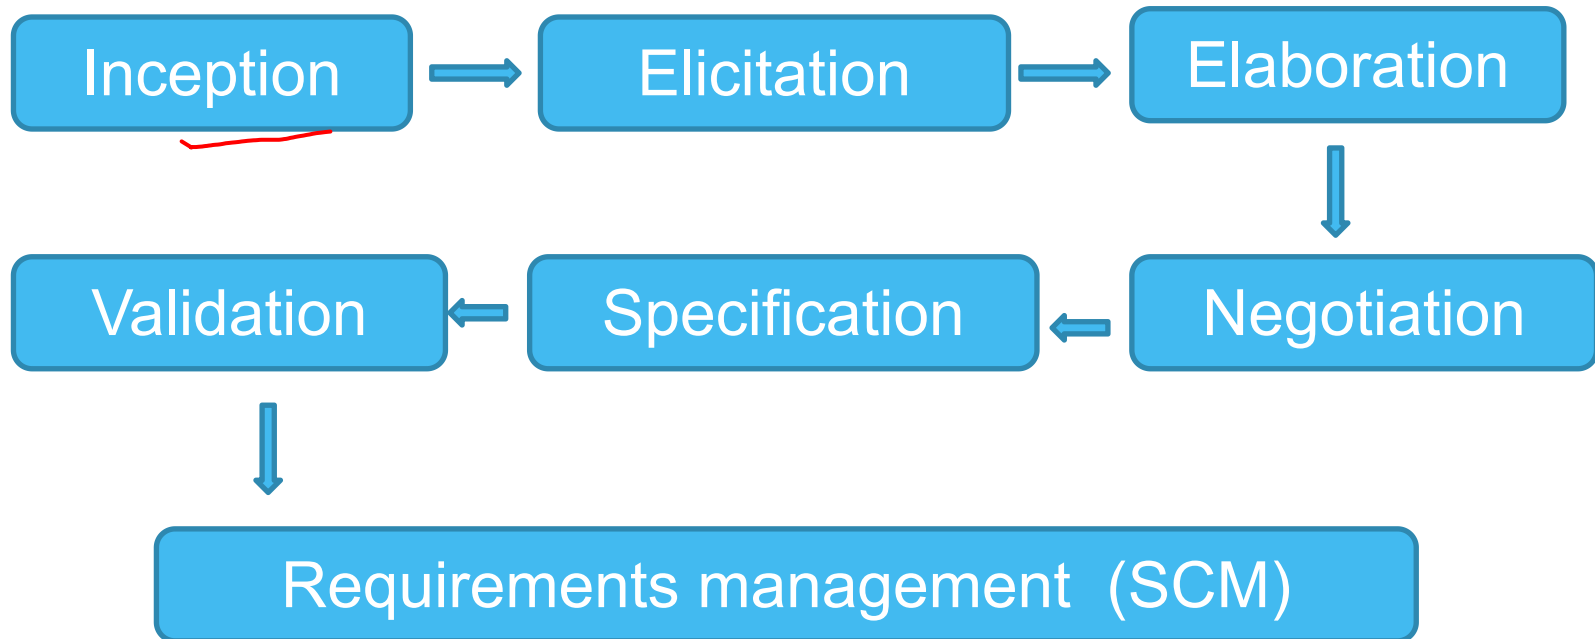 Inception
Elicitation
Elaboration
Negotiation
Specification
Validation
Requirements management (SCM)